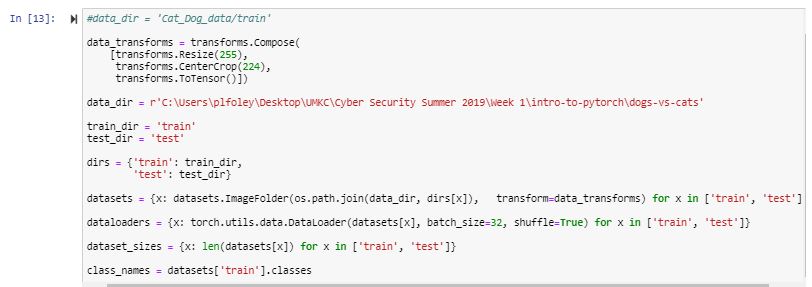 In [13]:
#data_dir = 'Cat_Dog_data/train'
data_transforms = transforms.Compose(
[transforms.Resize(255),
transforms.CenterCrop(224),
transforms.ToTensor()])
data_dir = r'C:\Users\plfoley\Desktop\UMKC\Cyber Security Summer 2019\Week 1\intro-to-pytorch\dogs-vs-cats'
train_dir = 'train'
test_dir = 'test'
dirs = {'train': train_dir,
'test': test_dir}
datasets = {x: datasets.ImageFolder(os.path.join(data_dir, dirs[x]),   transform=data_transforms) for x in ['train', 'test']
dataloaders = {x: torch.utils.data.DataLoader(datasets[x], batch_size=32, shuffle=True) for x in ['train', 'test']}
dataset_sizes = {x: len(datasets[x]) for x in ['train', 'test']}
class_names = datasets['train'].classes